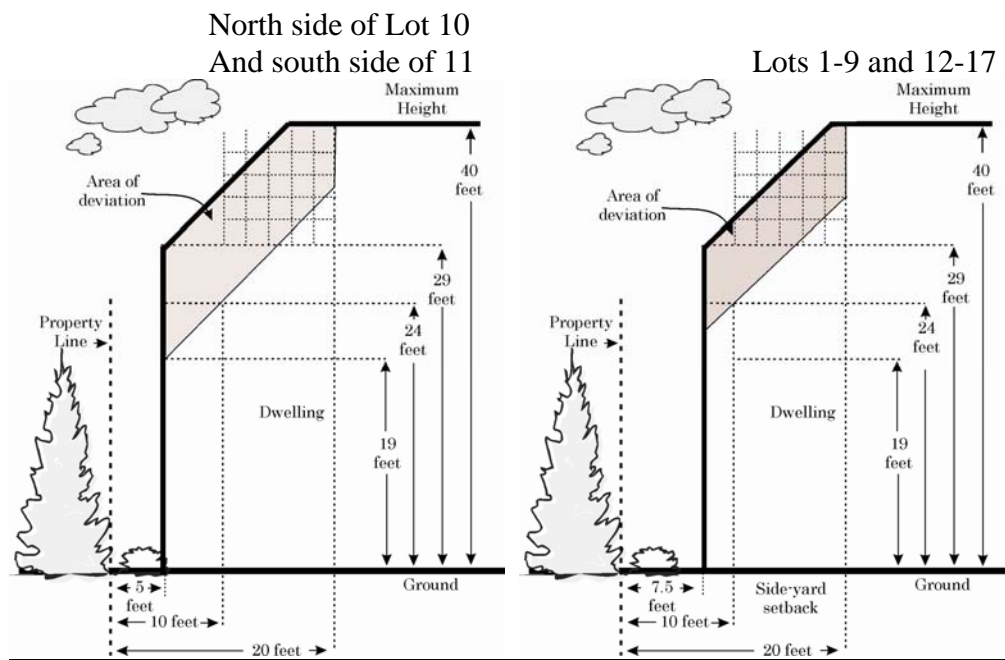 North side of Lot 10
And south side of 11
Maximum
Height
Area of
deviation
40
feet
29
feet
24
feet
Property
Line
Dwelling
19
feet
Ground
5
feet
10 feet
20 feet
Lots 1-9 and 12-17
Maximum
Height
Area of
deviation
40
feet
29
feet
24
feet
Property
Line
Dwelling
19
feet
Ground
7.5
feet
Side-yard
setback
10 feet
20 feet